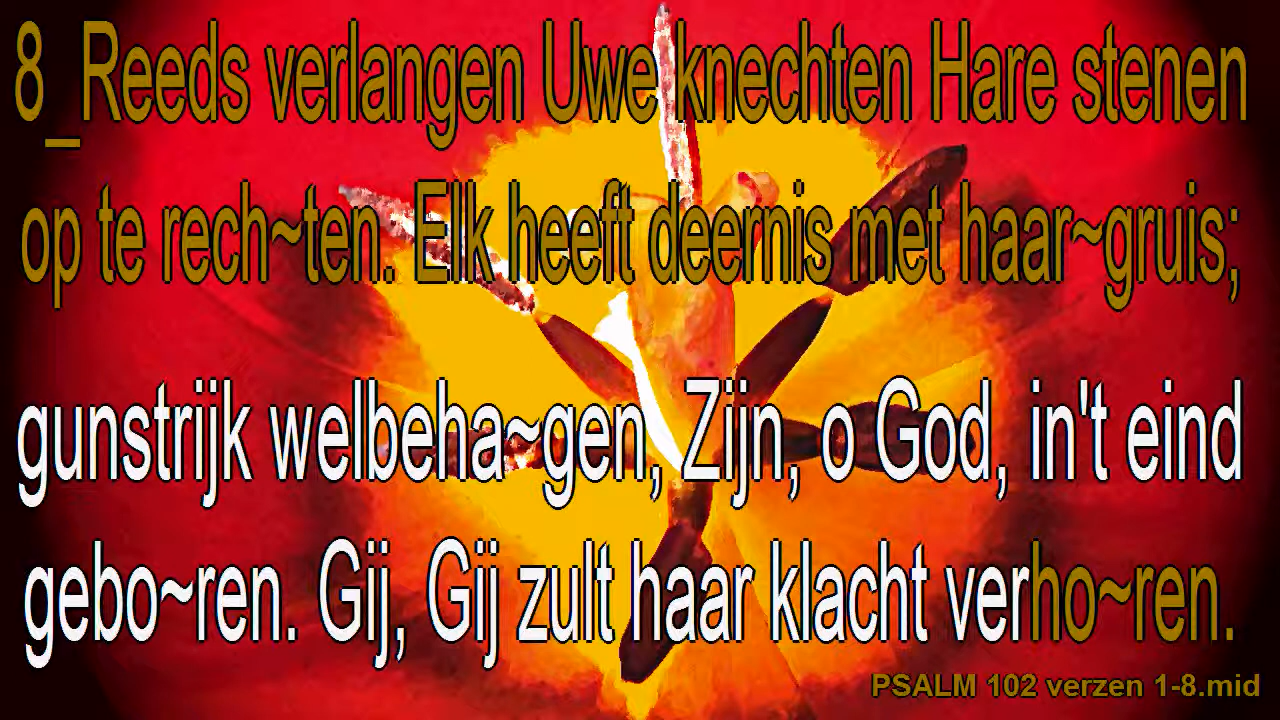 8_Reeds verlangen Uwe knechten Hare stenen
op te rech~ten. Elk heeft deernis met haar~gruis;
gunstrijk welbeha~gen, Zijn, o God, in't eind
gebo~ren. Gij, Gij zult haar klacht verho~ren.
PSALM 102 verzen 1-8.mid